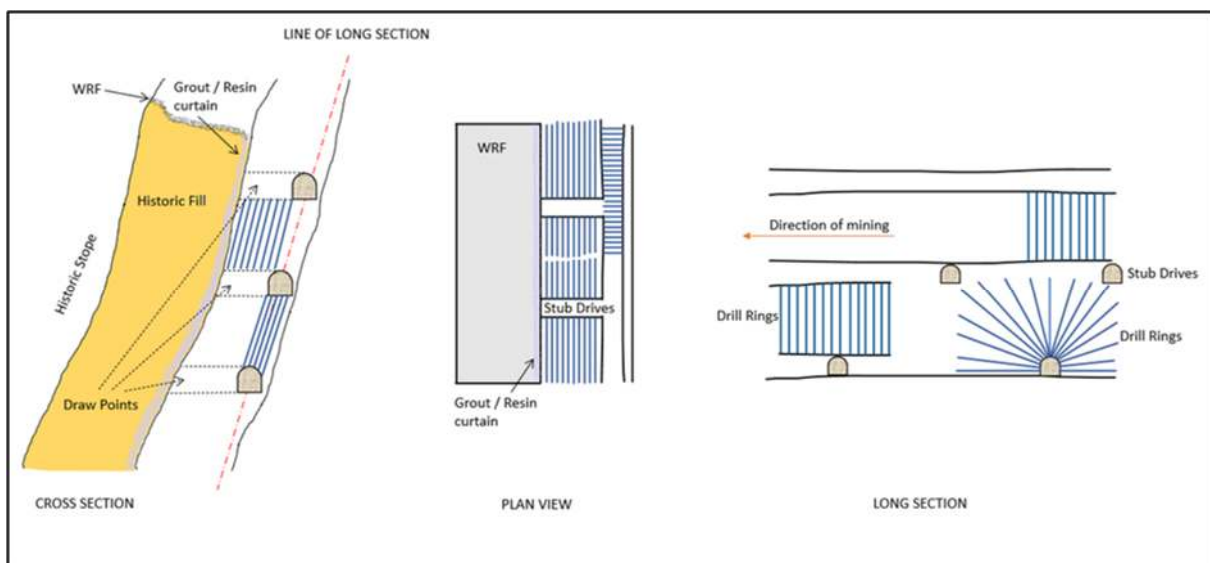 LINE OF LONG SECTION
WRF
Grout / Resin
curtain
Historic Fill
Historic Stope
Draw Points
CROSS SECTION
WRF
Stub Drives
Grout / Resin
curtain
PLAN VIEW
Direction of mining
Stub Drives
Drill Rings
Drill Rings
LONG SECTION